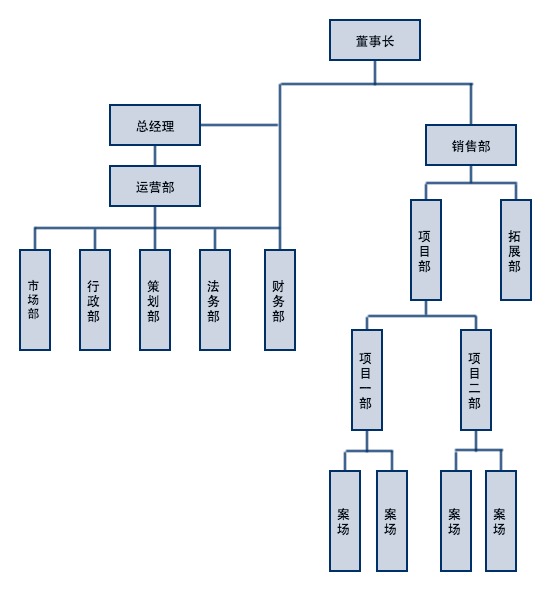 董事长
总经理
销售部
运营部
项目部
拓展部
市场部
行政部
策划部
法务部
财务部
项目一部
项目二部
案场
案场
案场
案场